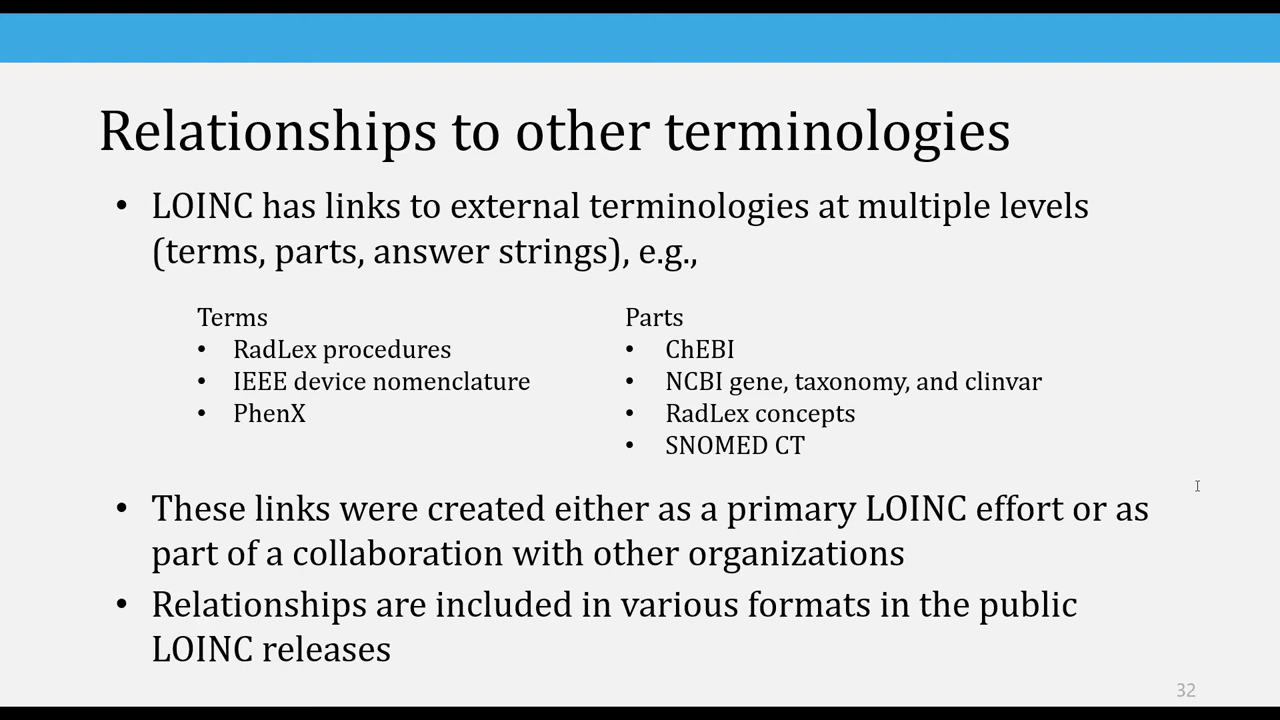 Relationships to other terminologies
• LOINC has links to external terminologies at multiple levels
(terms, parts, answer strings), e.g.,
Terms
• RadLex procedures
• IEEE device nomenclature
• PhenX
Parts
• ChEBI
• NCBI gene, taxonomy, and clinvar
• RadLex concepts
• SNOMED CT
• These links were created either as a primary LOINC effort or as
part of a collaboration with other organizations
• Relationships are included in various formats in the public
LOINC releases
32